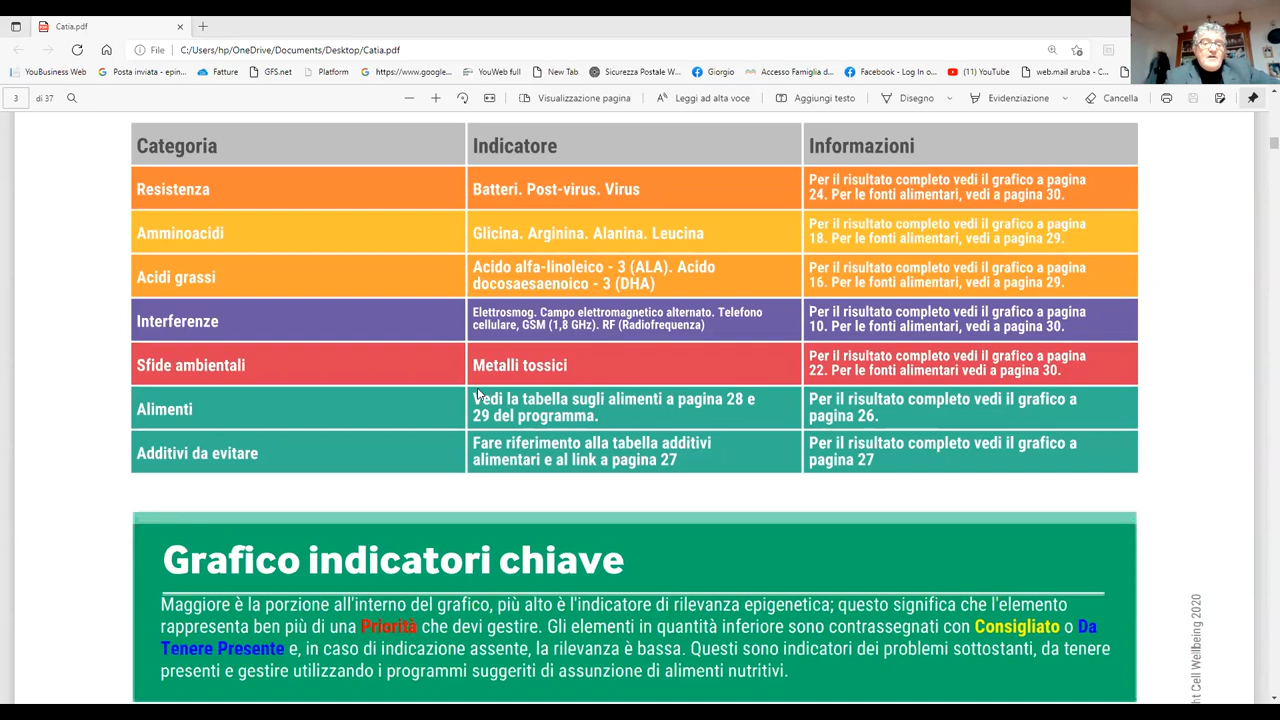 Catia.pdf
File
C:/Users/hp/OneDrive/Documents/Desktop/Catia.pdf
YouBusiness Web
Posta inviata - epin...
Fatture
GFS.net
Platform
https://www.google...
YouWeb full
New Tab
Sicurezza Postale W...
Giorgio
Accesso Famiglia d...
Facebook - Log In o...
(11) YouTube
web.mail aruba - C...
3 di 37
Visualizzazione pagina
Leggi ad alta voce
Aggiungi testo
Disegno
Evidenziazione
Cancella
Categoria
Indicatore
Informazioni
Resistenza
Batteri. Post-virus. Virus
Per il risultato completo vedi il grafico a pagina
24. Per le fonti alimentari, vedi a pagina 30.
Amminoacidi
Glicina. Arginina. Alanina. Leucina
Per il risultato completo vedi il grafico a pagina
18. Per le fonti alimentari, vedi a pagina 29.
Acidi grassi
Acido alfa-linoleico - 3 (ALA). Acido
docosaesaenoico - 3 (DHA)
Per il risultato completo vedi il grafico a pagina
16. Per le fonti alimentari, vedi a pagina 29.
Interferenze
Elettrosmog. Campo elettromagnetico alternato. Telefono
cellulare, GSM (1,8 GHz). RF (Radiofrequenza)
Per il risultato completo vedi il grafico a pagina
10. Per le fonti alimentari, vedi a pagina 30.
Sfide ambientali
Metalli tossici
Per il risultato completo vedi il grafico a pagina
22. Per le fonti alimentari vedi a pagina 30.
Alimenti
Vedi la tabella sugli alimenti a pagina 28 e
29 del programma.
Per il risultato completo vedi il grafico a
pagina 26.
Additivi da evitare
Fare riferimento alla tabella additivi
alimentari e al link a pagina 27
Per il risultato completo vedi il grafico a
pagina 27
Grafico indicatori chiave
Maggiore è la porzione all'interno del grafico, più alto è l'indicatore di rilevanza epigenetica; questo significa che l'elemento
rappresenta ben più di una Priorità che devi gestire. Gli elementi in quantità inferiore sono contrassegnati con Consigliato o Da
Tenere Presente e, in caso di indicazione assente, la rilevanza è bassa. Questi sono indicatori dei problemi sottostanti, da tenere
presenti e gestire utilizzando i programmi suggeriti di assunzione di alimenti nutritivi.
ht Cell Wellbeing 2020